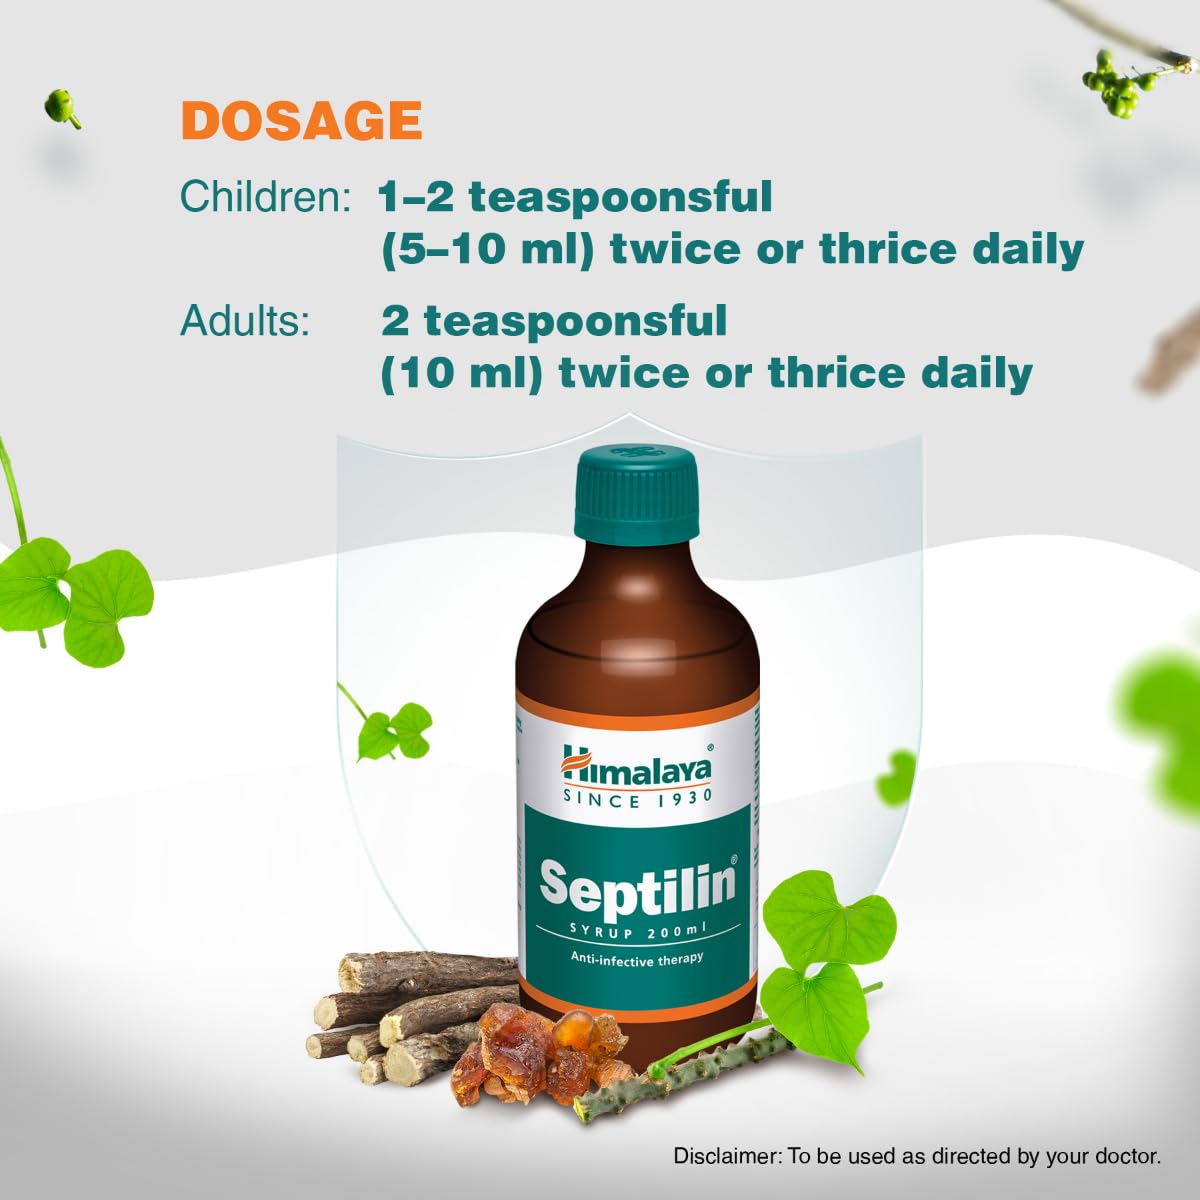 DOSAGE
Children: 1–2 teaspoonsful
(5–10 ml) twice or thrice daily
Adults: 2 teaspoonsful
(10 ml) twice or thrice daily
Himalaya®
SINCE 1930
Septilin®
SYRUP 200ml
Anti-infective therapy
Disclaimer: To be used as directed by your doctor.